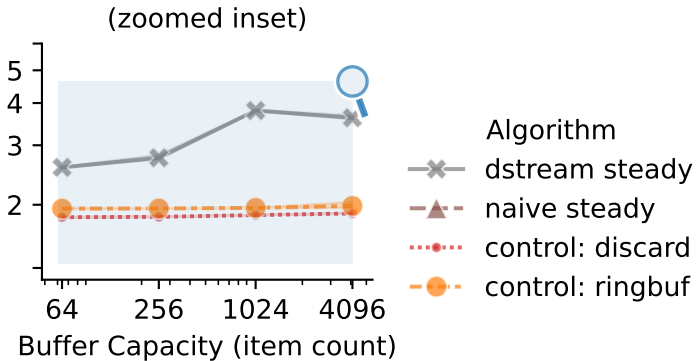 (zoomed inset)
5
4
3
2
64 256 1024 4096
Buffer Capacity (item count)
Algorithm
dstream steady
naive steady
control: discard
control: ringbuf